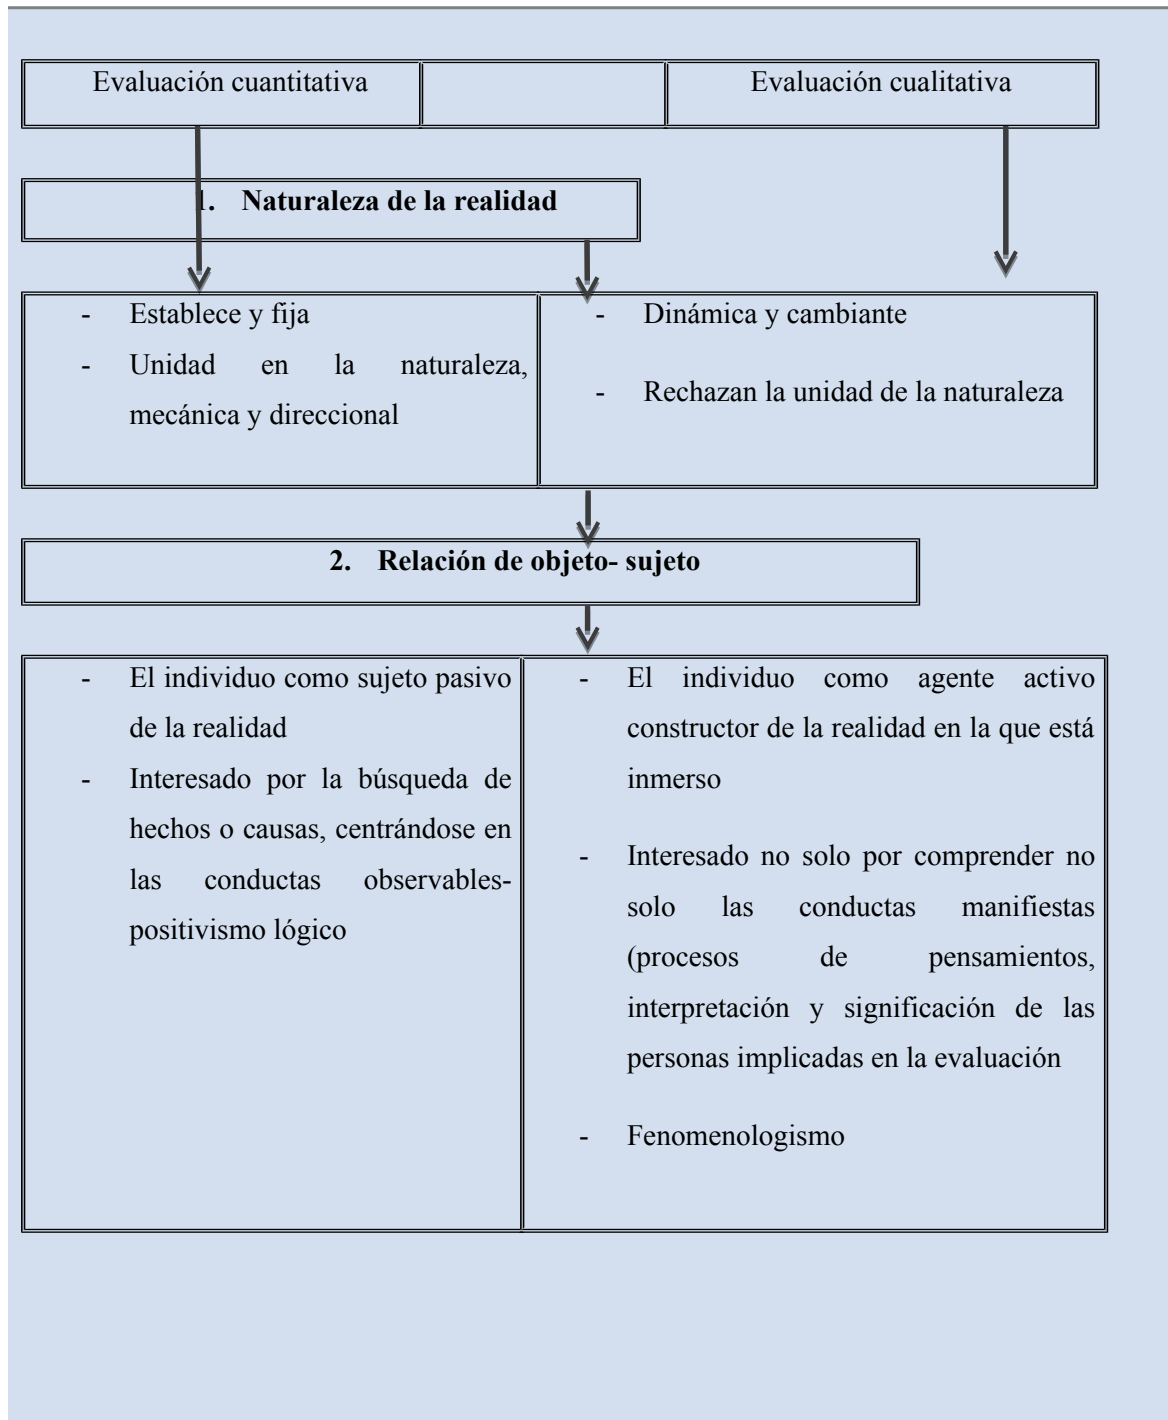 Evaluación cuantitativa
Evaluación cualitativa
1. Naturaleza de la realidad
- Establece y fija
- Unidad en la naturaleza,
mecánica y direccional
- Dinámica y cambiante
- Rechazan la unidad de la naturaleza
2. Relación de objeto- sujeto
- El individuo como sujeto pasivo
de la realidad
- Interesado por la búsqueda de
hechos o causas, centrándose en
las conductas observables-
positivismo lógico
- El individuo como agente activo
constructor de la realidad en la que está
inmerso
- Interesado no solo por comprender no
solo las conductas manifiestas
(procesos de pensamientos,
interpretación y significación de las
personas implicadas en la evaluación
- Fenomenologismo